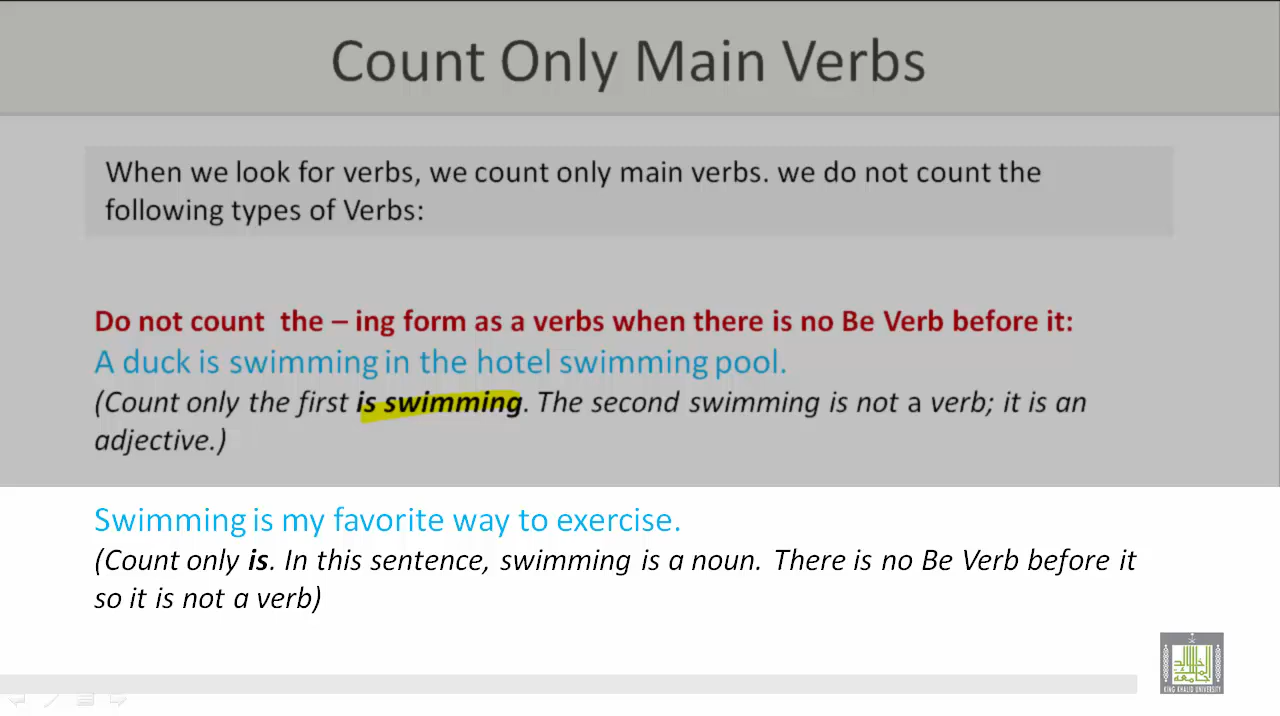 Count Only Main Verbs
When we look for verbs, we count only main verbs. we do not count the
following types of Verbs:
Do not count  the – ing form as a verbs when there is no Be Verb before it:
A duck is swimming in the hotel swimming pool.
(Count only the first is swimming. The second swimming is not a verb; it is an
adjective.)
Swimming is my favorite way to exercise.
(Count only is. In this sentence, swimming is a noun.  There is no Be Verb before it
so it is not a verb)
KING KHALID UNIVERSITY